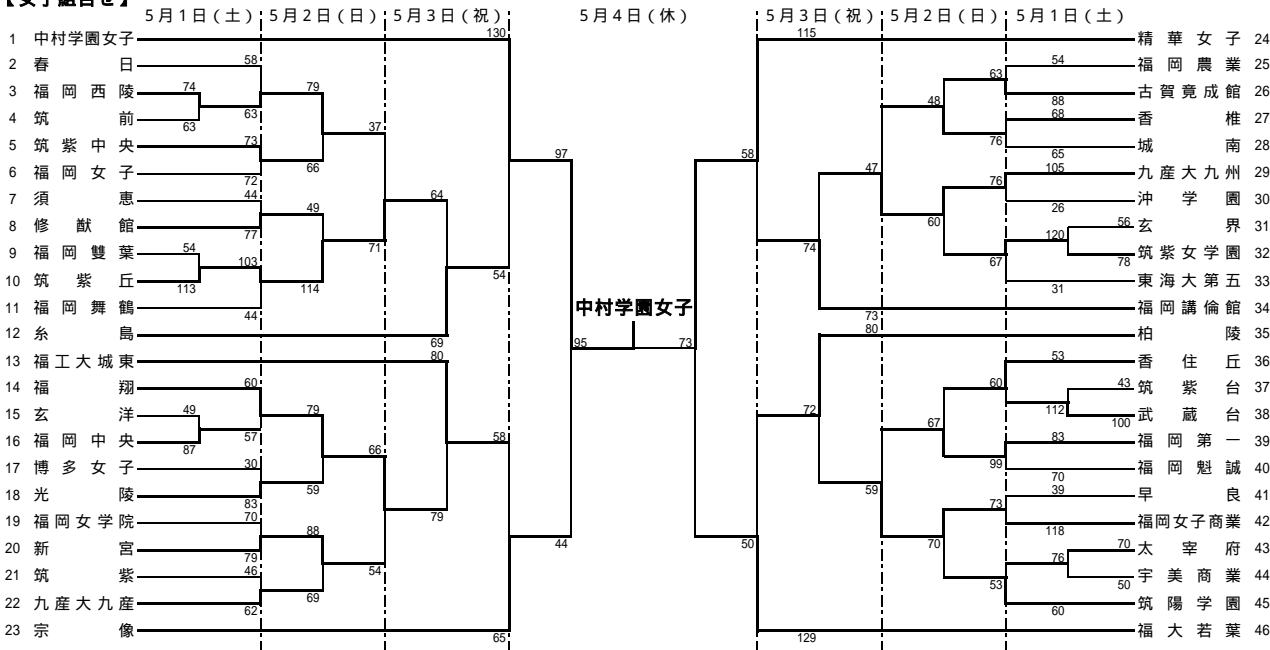 【女子組合せ】
5月1日(土) 5月2日(日) 5月3日(祝) 5月4日(休) 5月3日(祝) 5月2日(日) 5月1日(土)
1 中村学園女子 130 115 精華女子 24
2 春日 58 54 福岡農業 25
63
3 福岡西陵 74 79 48 88 古賀竟成館 26
4 筑前 63 63 68 香椎 27
37
5 筑紫中央 73 76 65 城南 28
66 97 58
6 福岡女子 72 47 105 九産大九州 29
7 須恵 44 64 76 26 沖学園 30
49 60
8 修猷館 77 71 56 玄界 31
120
9 福岡雙葉 54 74 78 筑紫女学園 32
103 67
10 筑紫丘 113 114 54 31 東海大第五 33
11 福岡舞鶴 44 中村学園女子 73 福岡講倫館 34
12 糸島 69 80 柏陵 35
95 73
13 福工大城東 80 53 香住丘 36
14 福翔 60 60 43 筑紫台 37
79 72 112
15 玄洋 49 67 100 武蔵台 38
16 福岡中央 87 57 58 83 福岡第一 39
66
17 博多女子 30 99 70 福岡魁誠 40
59 59
18 光陵 83 39 早良 41
79 73
19 福岡女学院 70 118 福岡女子商業 42
88
20 新宮 79 44 50 70 70 太宰府 43
76
21 筑紫 46 54 50 宇美商業 44
69 53
22 九産大九産 62 60 筑陽学園 45
23 宗像 65 129 福大若葉 46